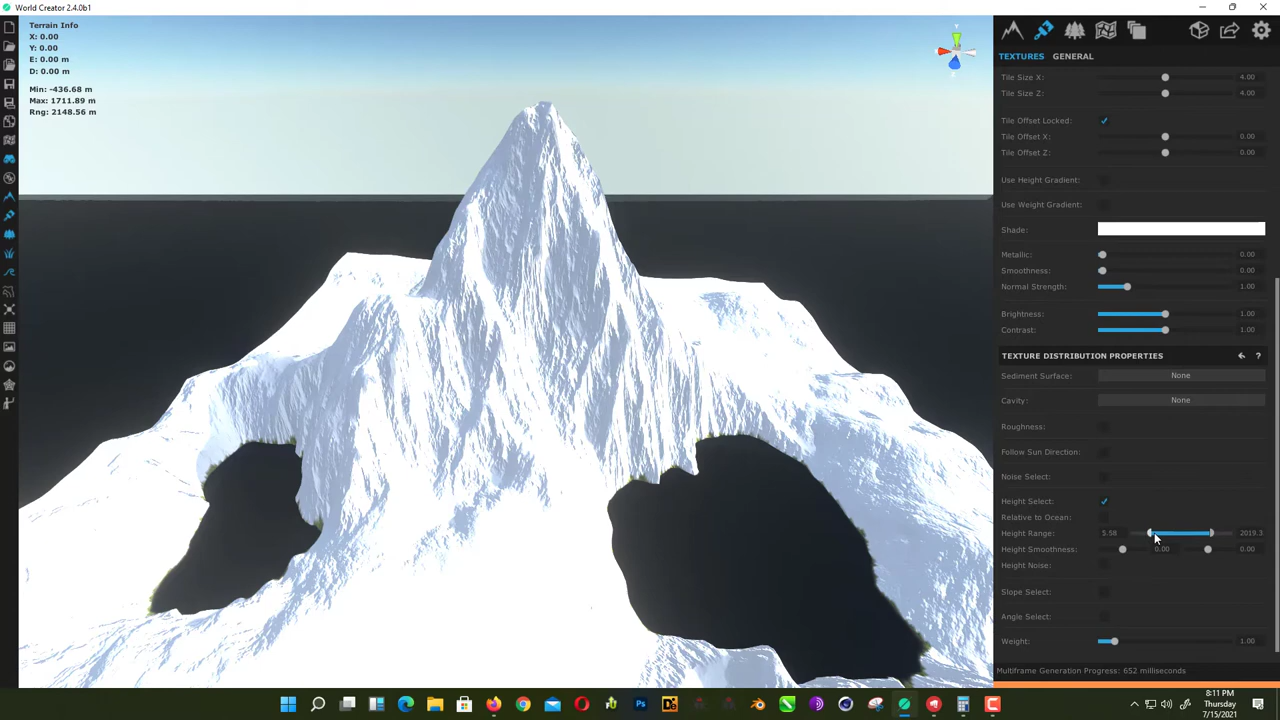 World Creator 2.4.0b1
Terrain Info
X: 0.00
Y: 0.00
E: 0.00 m
D: 0.00 m
Min: -436.68 m
Max: 1711.89 m
Rng: 2148.56 m
Y
TEXTURES GENERAL
Tile Size X: 4.00
Tile Size Z: 4.00
Tile Offset Locked:
Tile Offset X: 0.00
Tile Offset Z: 0.00
Use Height Gradient:
Use Weight Gradient:
Shade:
Metallic: 0.00
Smoothness: 0.00
Normal Strength: 1.00
Brightness: 1.00
Contrast: 1.00
TEXTURE DISTRIBUTION PROPERTIES ?
Sediment Surface: None
Cavity: None
Roughness:
Follow Sun Direction:
Noise Select:
Height Select:
Relative to Ocean:
Height Range: 5.58 2019.3
Height Smoothness: 0.00 0.00
Height Noise:
Slope Select:
Angle Select:
Weight: 1.00
Multiframe Generation Progress: 652 milliseconds
8:11 PM
Thursday
7/15/2021